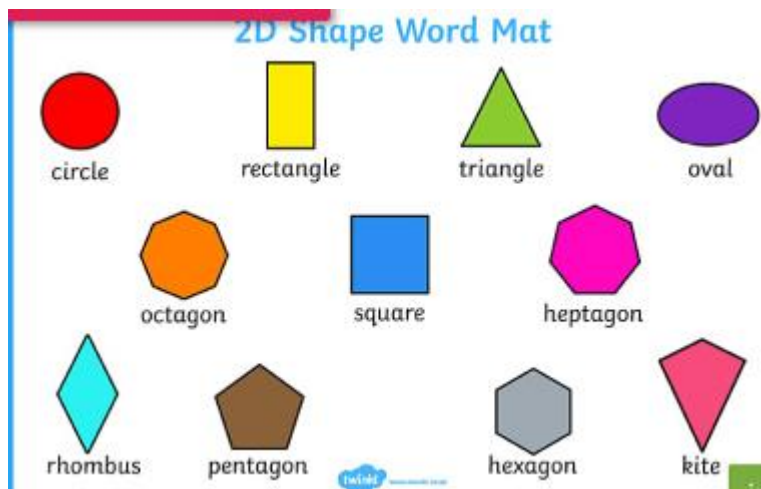 2D Shape Word Mat
circle rectangle triangle oval
octagon square heptagon
rhombus pentagon hexagon kite
twinkl